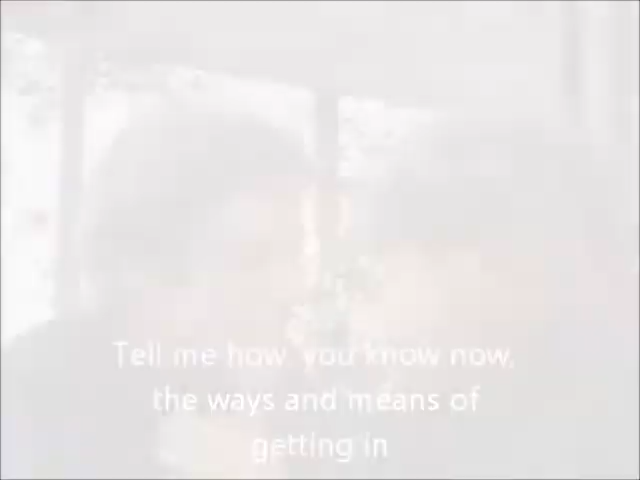 Tell me how you know now,
the ways and means of
getting in